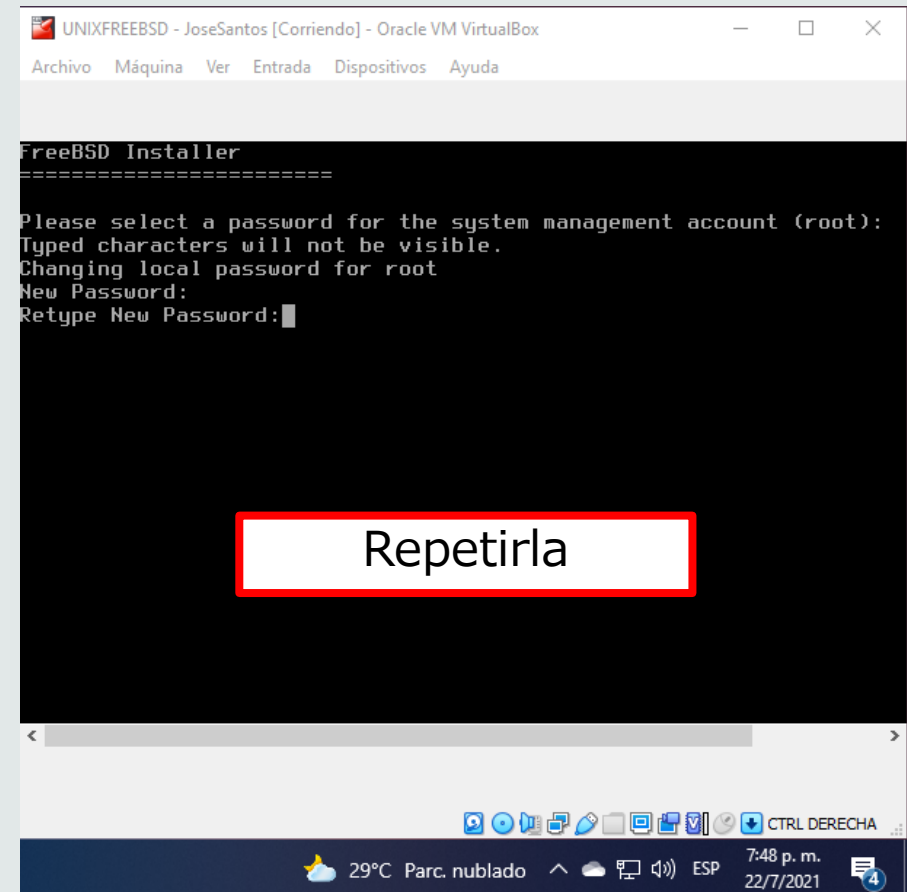 UNIXFREEBSD - JoseSantos [Corriendo] - Oracle VM VirtualBox
Archivo Máquina Ver Entrada Dispositivos Ayuda
FreeBSD Installer
========================
Please select a password for the system management account (root):
Typed characters will not be visible.
Changing local password for root
New Password:
Retype New Password:
Repetirla
CTRL DERECHA
29°C Parc. nublado ESP 7:48 p. m.
22/7/2021
4